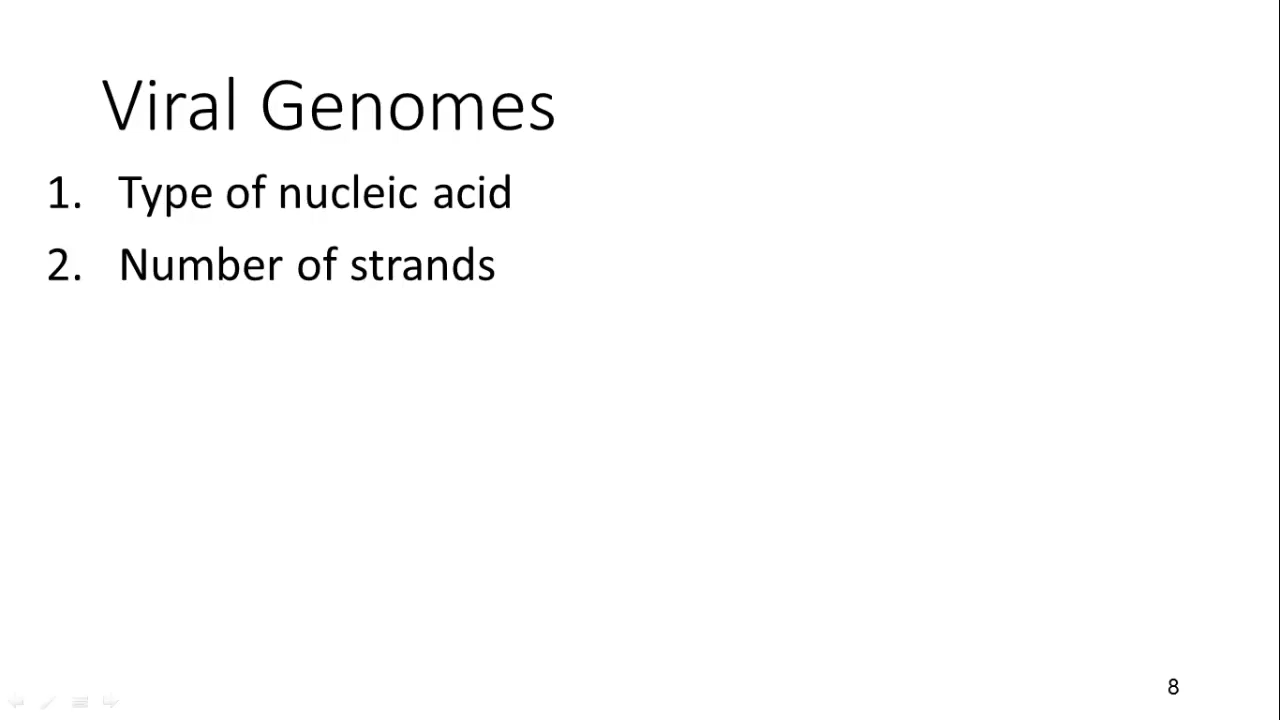 Viral Genomes
1. Type of nucleic acid
2. Number of strands
8